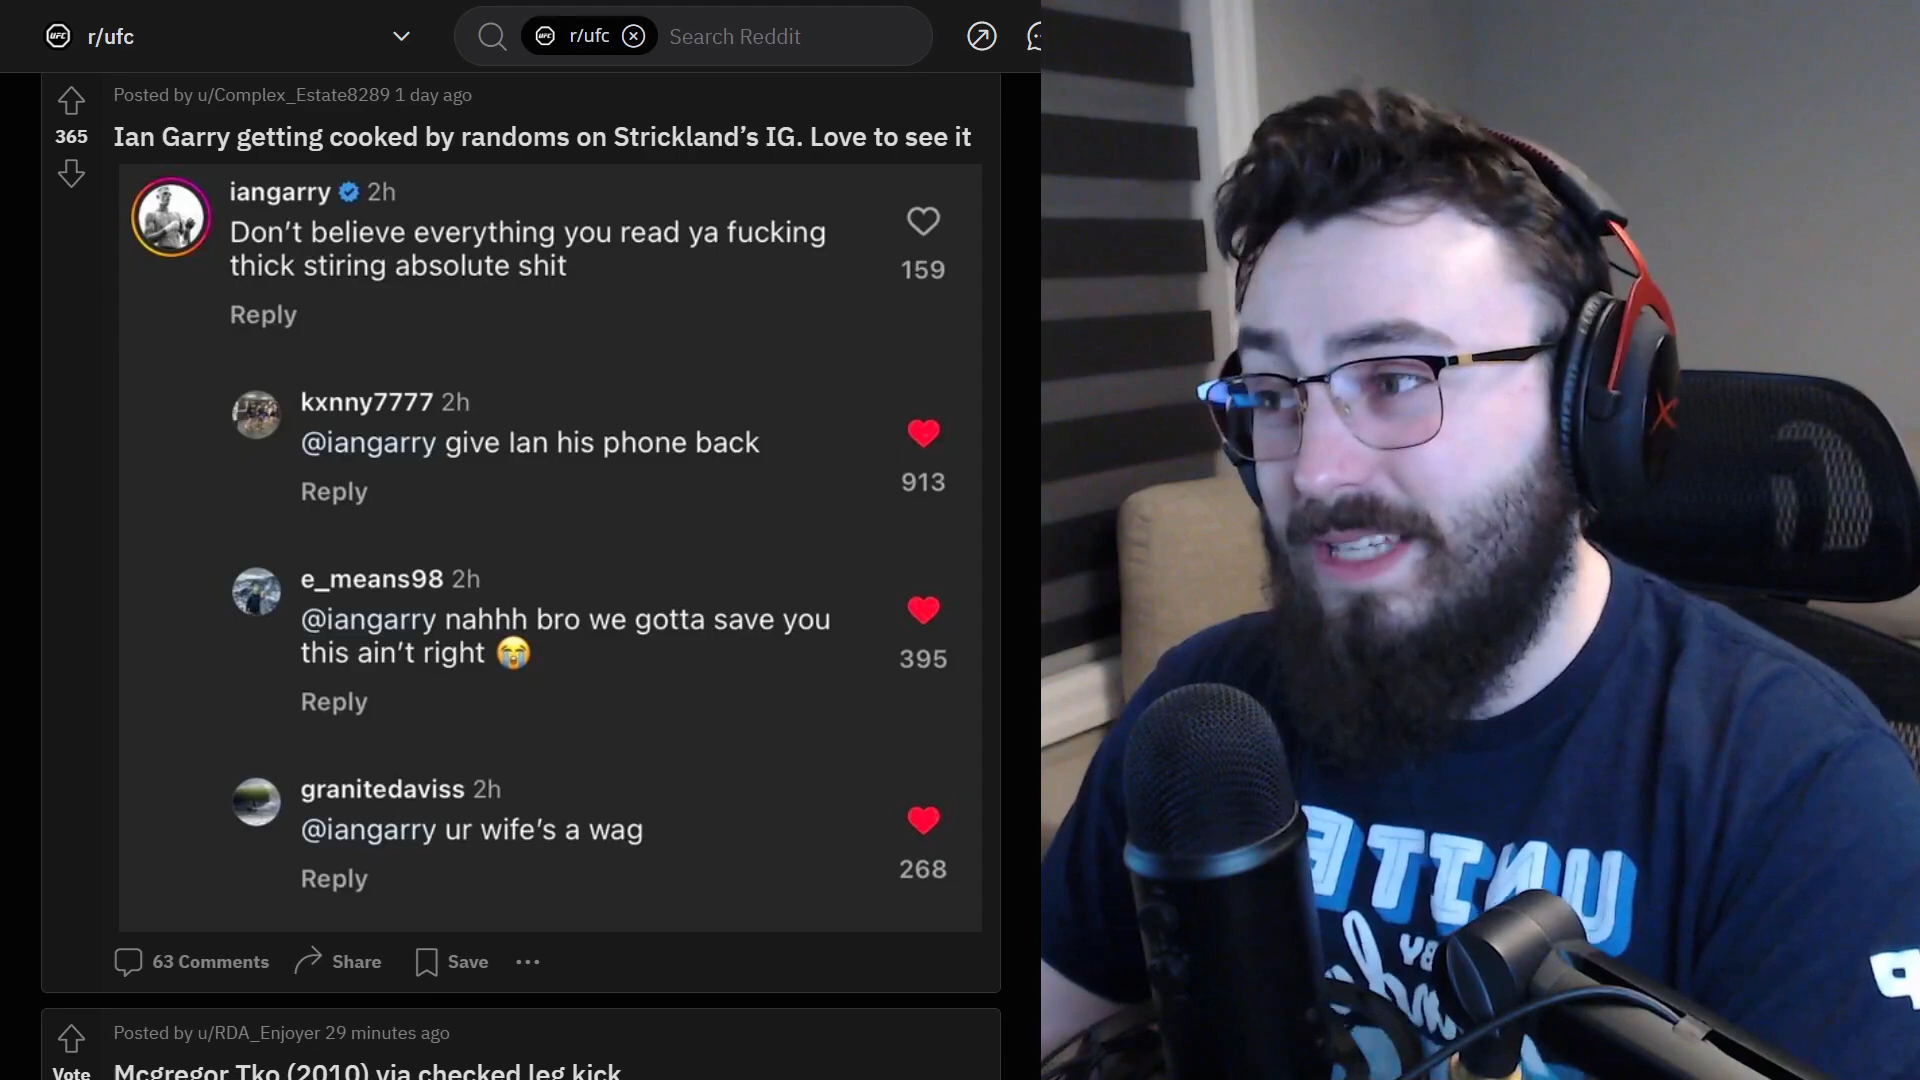 r/ufc
r/ufc
Search Reddit
Posted by u/Complex_Estate8289 1 day ago
365
Ian Garry getting cooked by randoms on Strickland’s IG. Love to see it
iangarry 2h
Don’t believe everything you read ya fucking
thick stiring absolute shit
159
Reply
kxnny7777 2h
@iangarry give Ian his phone back
913
Reply
e_means98 2h
@iangarry nahhh bro we gotta save you
this ain’t right 😭
395
Reply
granitedaviss 2h
@iangarry ur wife’s a wag
268
Reply
63 Comments
Share
Save
Posted by u/RDA_Enjoyer 29 minutes ago
Vote
Mcgregor Tko (2010) via checked leg kick
UNITE
BY